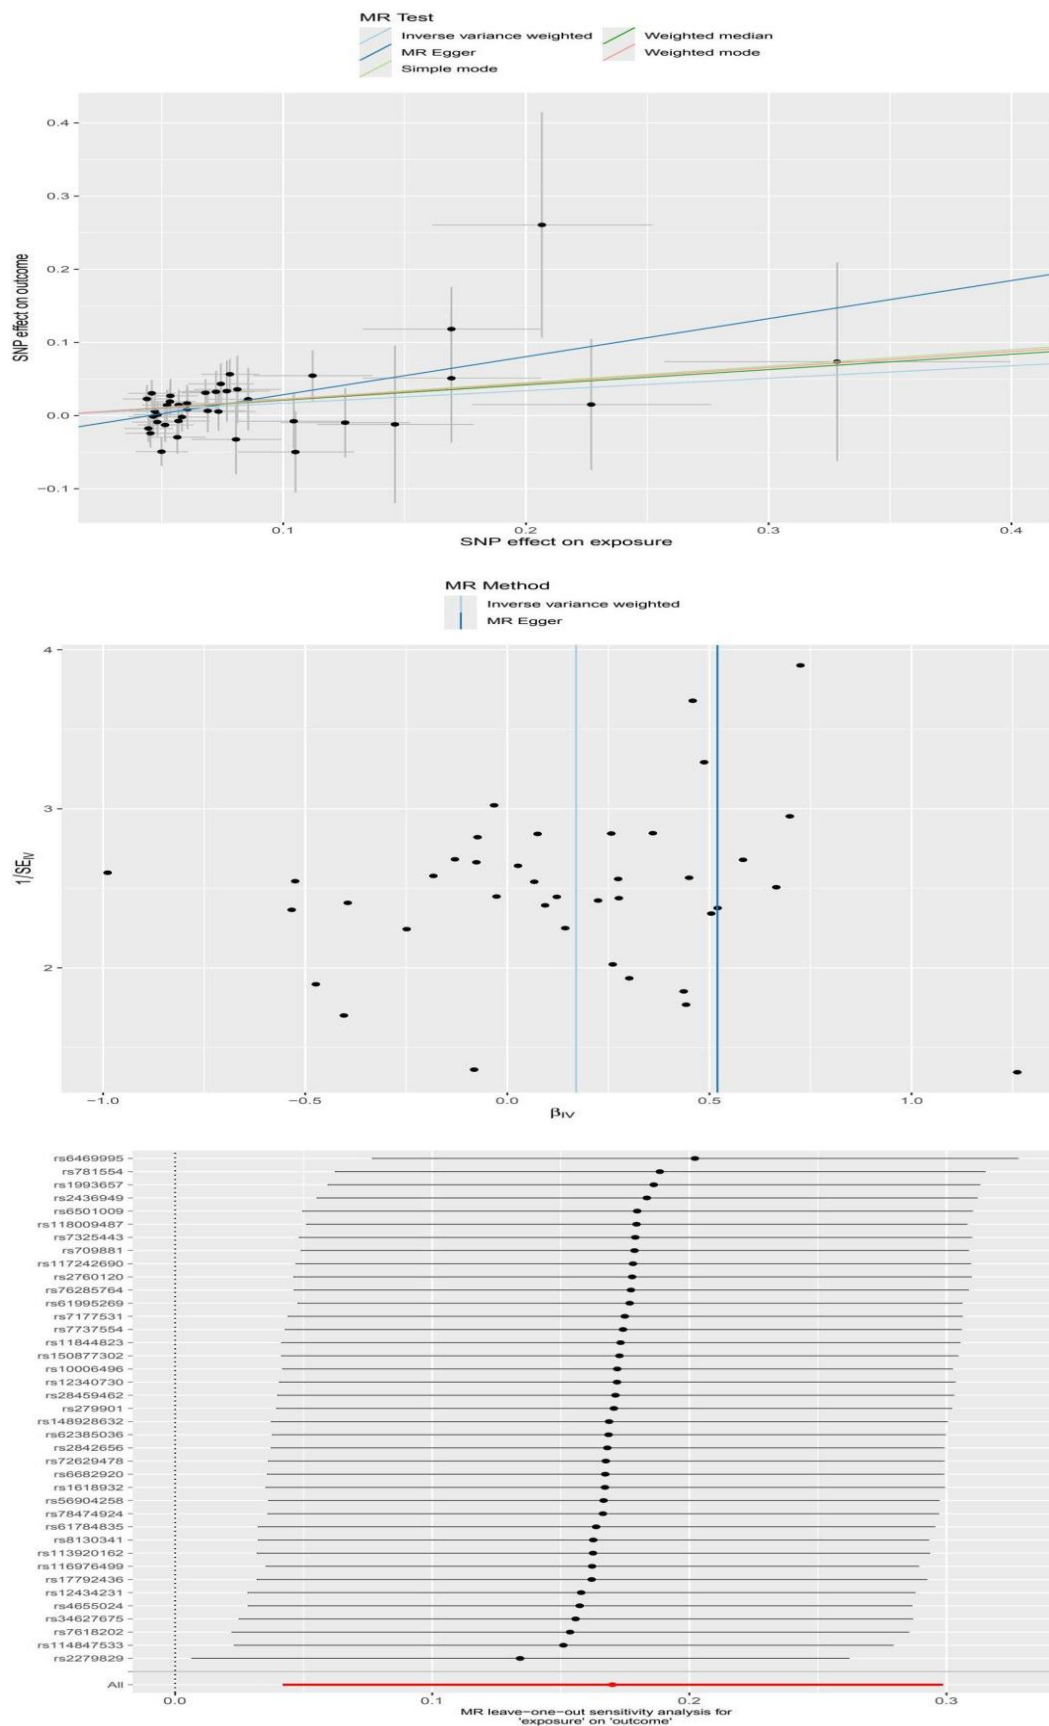 MR Test
Inverse variance weighted
Weighted median
MR Egger
Weighted mode
Simple mode
0.4
0.3
0.2
0.1
0.0
−0.1
SNP effect on outcome
0.1 0.2 0.3 0.4
SNP effect on exposure
MR Method
Inverse variance weighted
MR Egger
4
3
2
1/SE_IV
−1.0 −0.5 0.0 0.5 1.0
β_IV
rs6469995
rs781554
rs1993657
rs2436949
rs6501009
rs118009487
rs7325443
rs709881
rs117242690
rs2760120
rs76285764
rs61995269
rs7177531
rs7737554
rs11844823
rs150877302
rs10006496
rs12340730
rs28459462
rs279901
rs148928632
rs62385036
rs2842656
rs72629478
rs6682920
rs1618932
rs56904258
rs78474924
rs61784835
rs8130341
rs113920162
rs116976499
rs17792436
rs12434231
rs4655024
rs34627675
rs7618202
rs114847533
rs2279829
All
0.0 0.1 0.2 0.3
MR leave−one−out sensitivity analysis for
'exposure' on 'outcome'